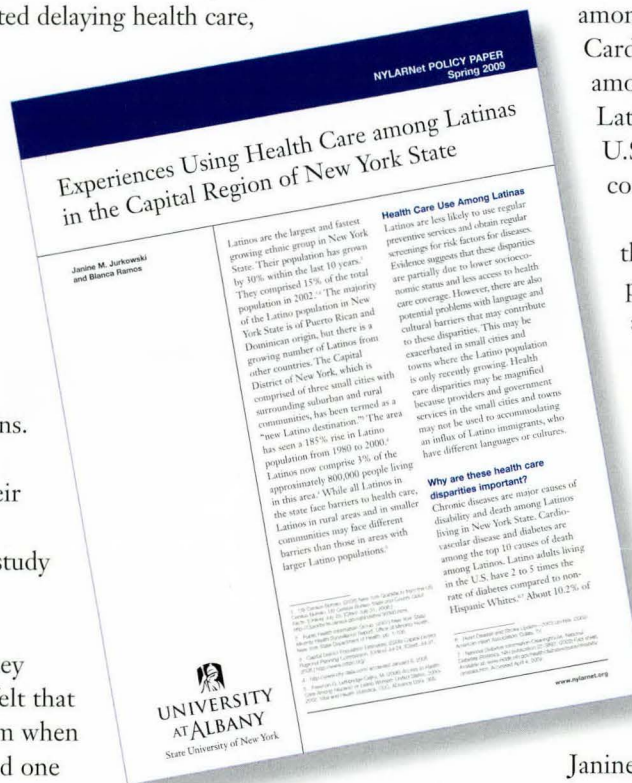 ted delaying health care,
ns.
eir
study
ey
elt that
m when
d one
NYLARNet POLICY PAPER
Spring 2009
Experiences Using Health Care among Latinas
in the Capital Region of New York State
Janine M. Jurkowski
and Blanca Ramos
Latinos are the largest and fastest
growing ethnic group in New York
State. Their population has grown
by 30% within the last 10 years.
They comprised 15% of the total
population in 2002. The majority
of the Latino population in New
York State is of Puerto Rican and
Dominican origin, but there is a
growing number of Latinos from
other countries. The Capital
District of New York, which is
comprised of three small cities with
surrounding suburban and rural
communities, has been termed as a
"new Latino destination." The area
has seen a 185% rise in Latino
population from 1980 to 2000.
Latinos now comprise 3% of the
approximately 800,000 people living
in this area. While all Latinos in
the state face barriers to health care,
Latinos in rural areas and in smaller
communities may face different
barriers than those in areas with
larger Latino populations.
Health Care Use Among Latinas
Latinas are less likely to use regular
preventive services and obtain regular
screenings for risk factors for diseases.
Evidence suggests that these disparities
are partially due to lower socioeco-
nomic status and less access to health
care coverage. However, there are also
potential problems with language and
cultural barriers that may contribute
to these disparities. This may be
exacerbated in small cities and
towns where the Latino population
is only recently growing. Health
care disparities may be magnified
because providers and government
services in the small cities and towns
may not be used to accommodating
an influx of Latino immigrants, who
have different languages or cultures.
Why are these health care
disparities important?
Chronic diseases are major causes of
disability and death among Latinos
living in New York State. Cardio-
vascular disease and diabetes are
among the top 10 causes of death
among Latinos. Latino adults living
in the U.S. have 2 to 5 times the
rate of diabetes compared to non-
Hispanic Whites. About 10.2% of
UNIVERSITY
AT ALBANY
State University of New York
www.nylarnet.org
amor
Card
amo
Lat
U.S
co
th
p
Janine